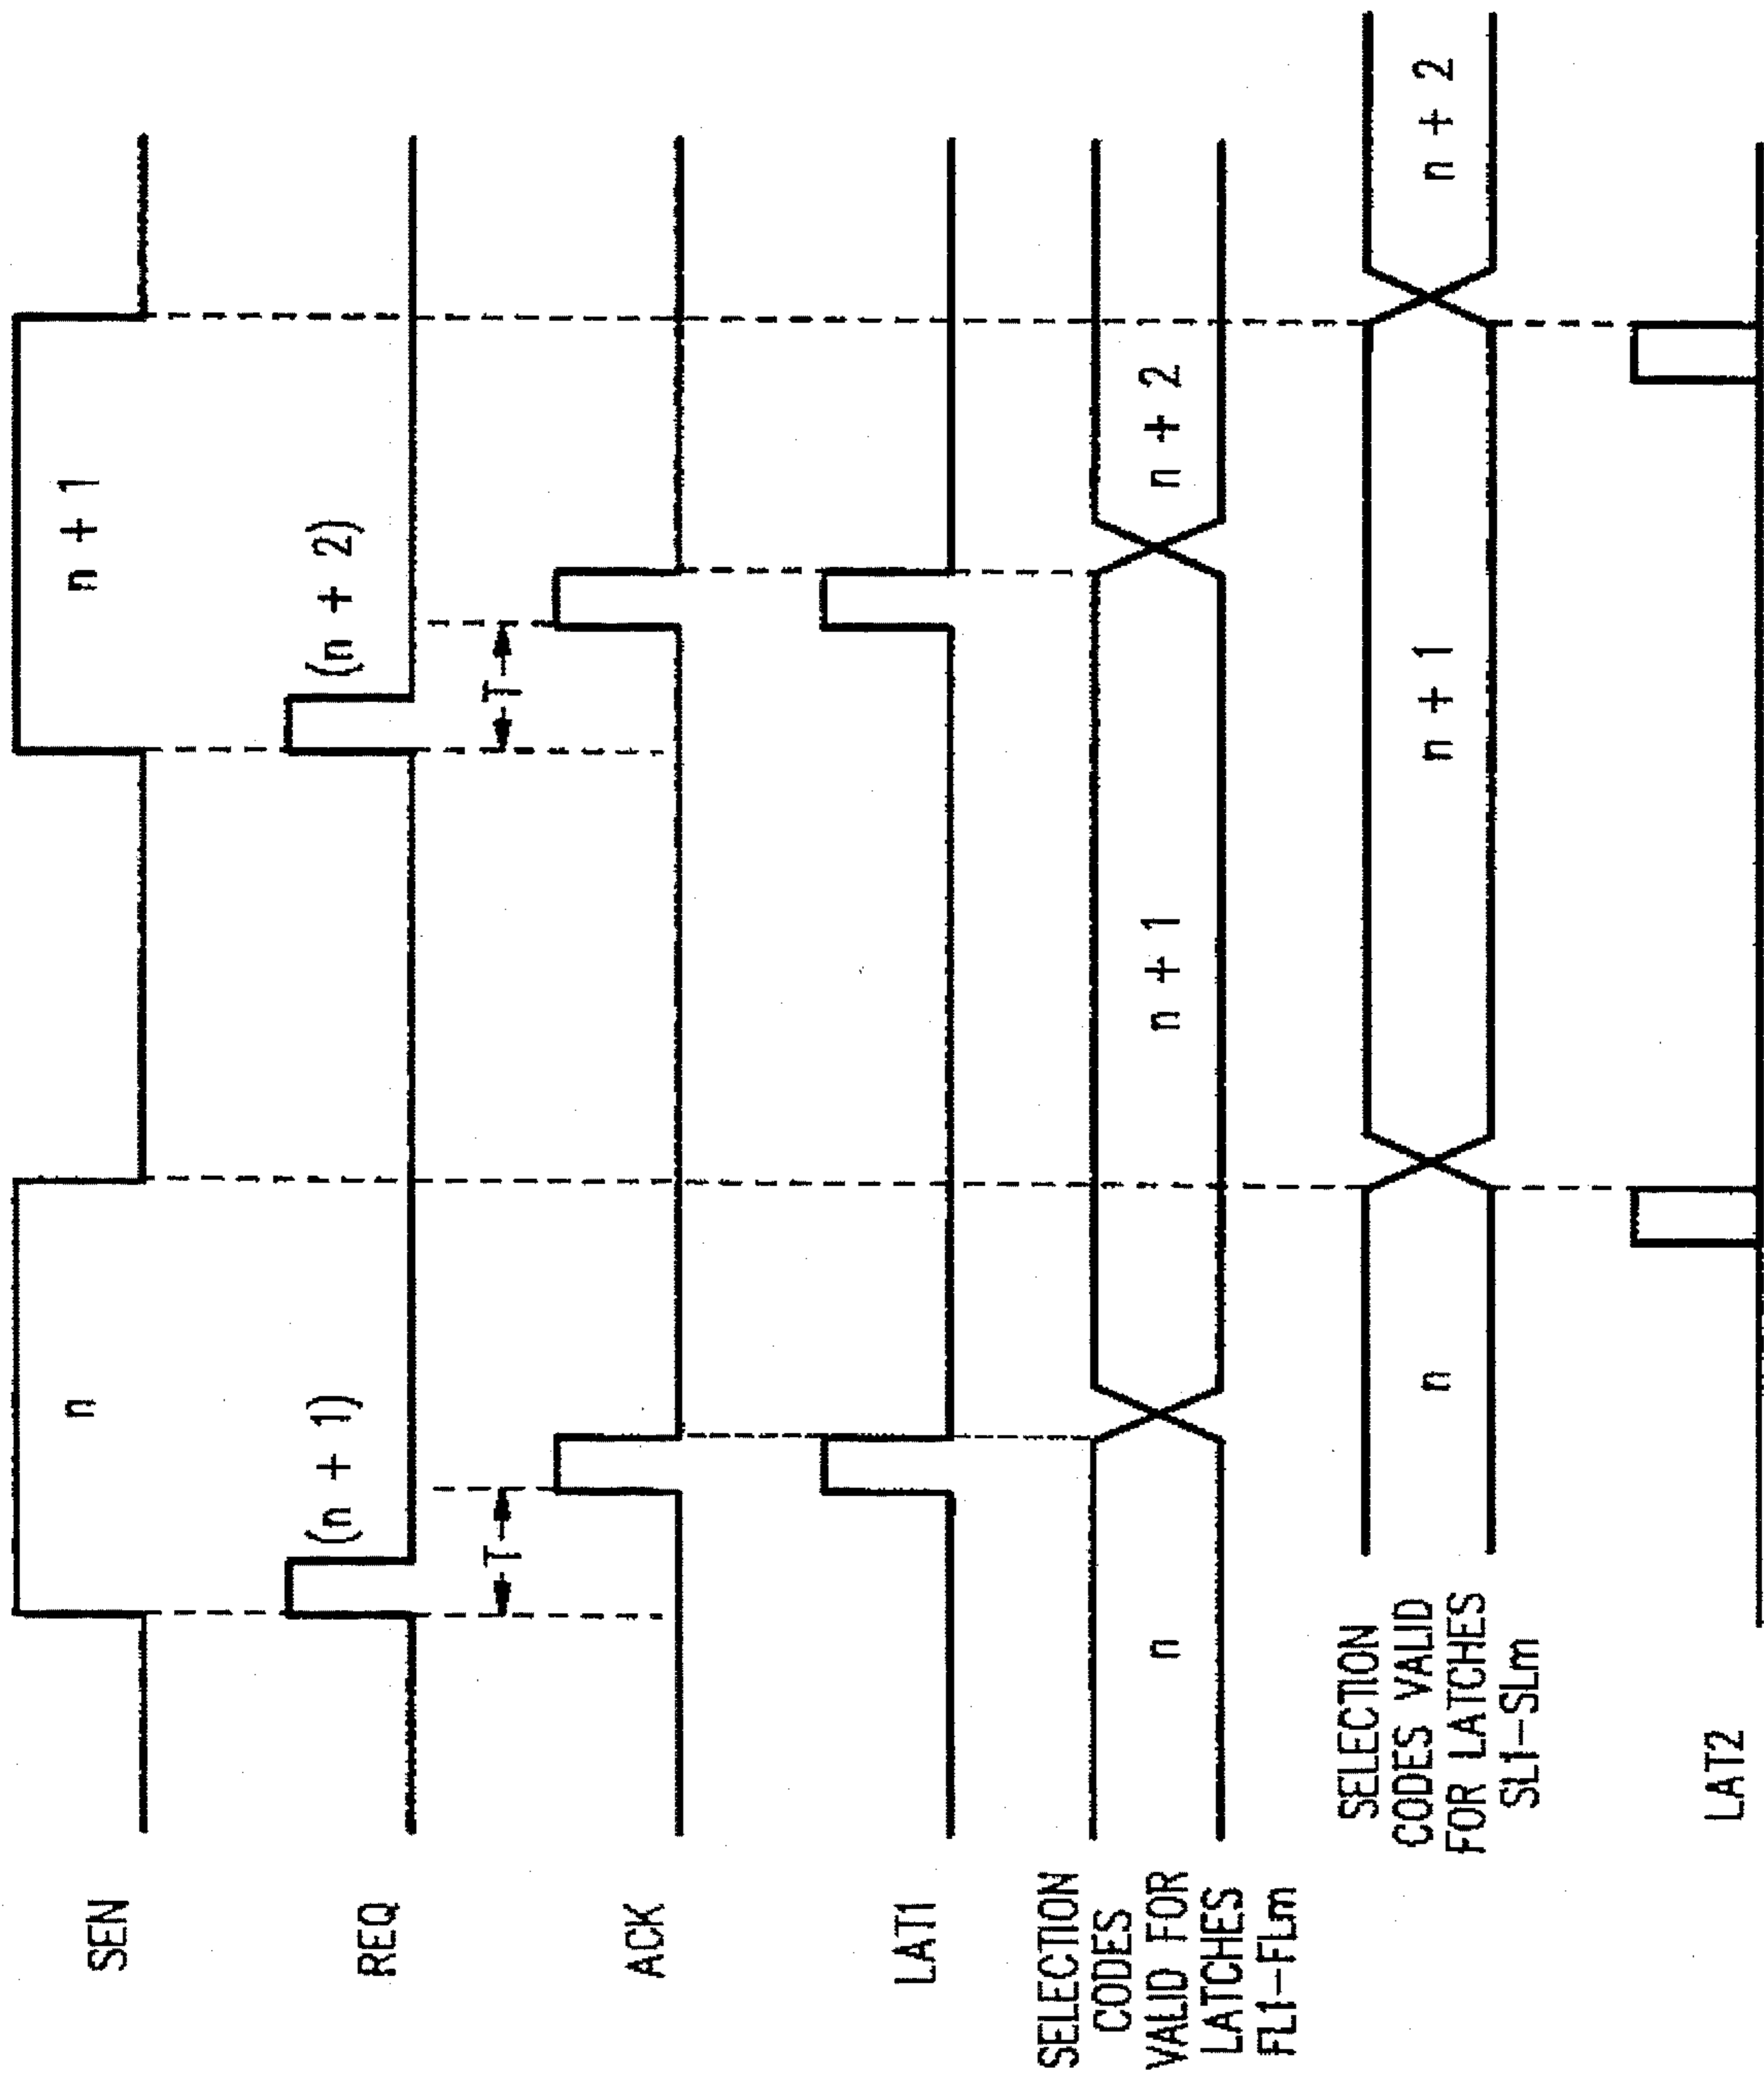 SEN
n
n + 1
REQ
(n + 1)
(n + 2)
T
T
ACK
LAT1
SELECTION
CODES
VALID FOR
LATCHES
FL1-FLm
n
n + 1
n + 2
SELECTION
CODES VALID
FOR LATCHES
SL1-SLm
n
n + 1
n + 2
LAT2